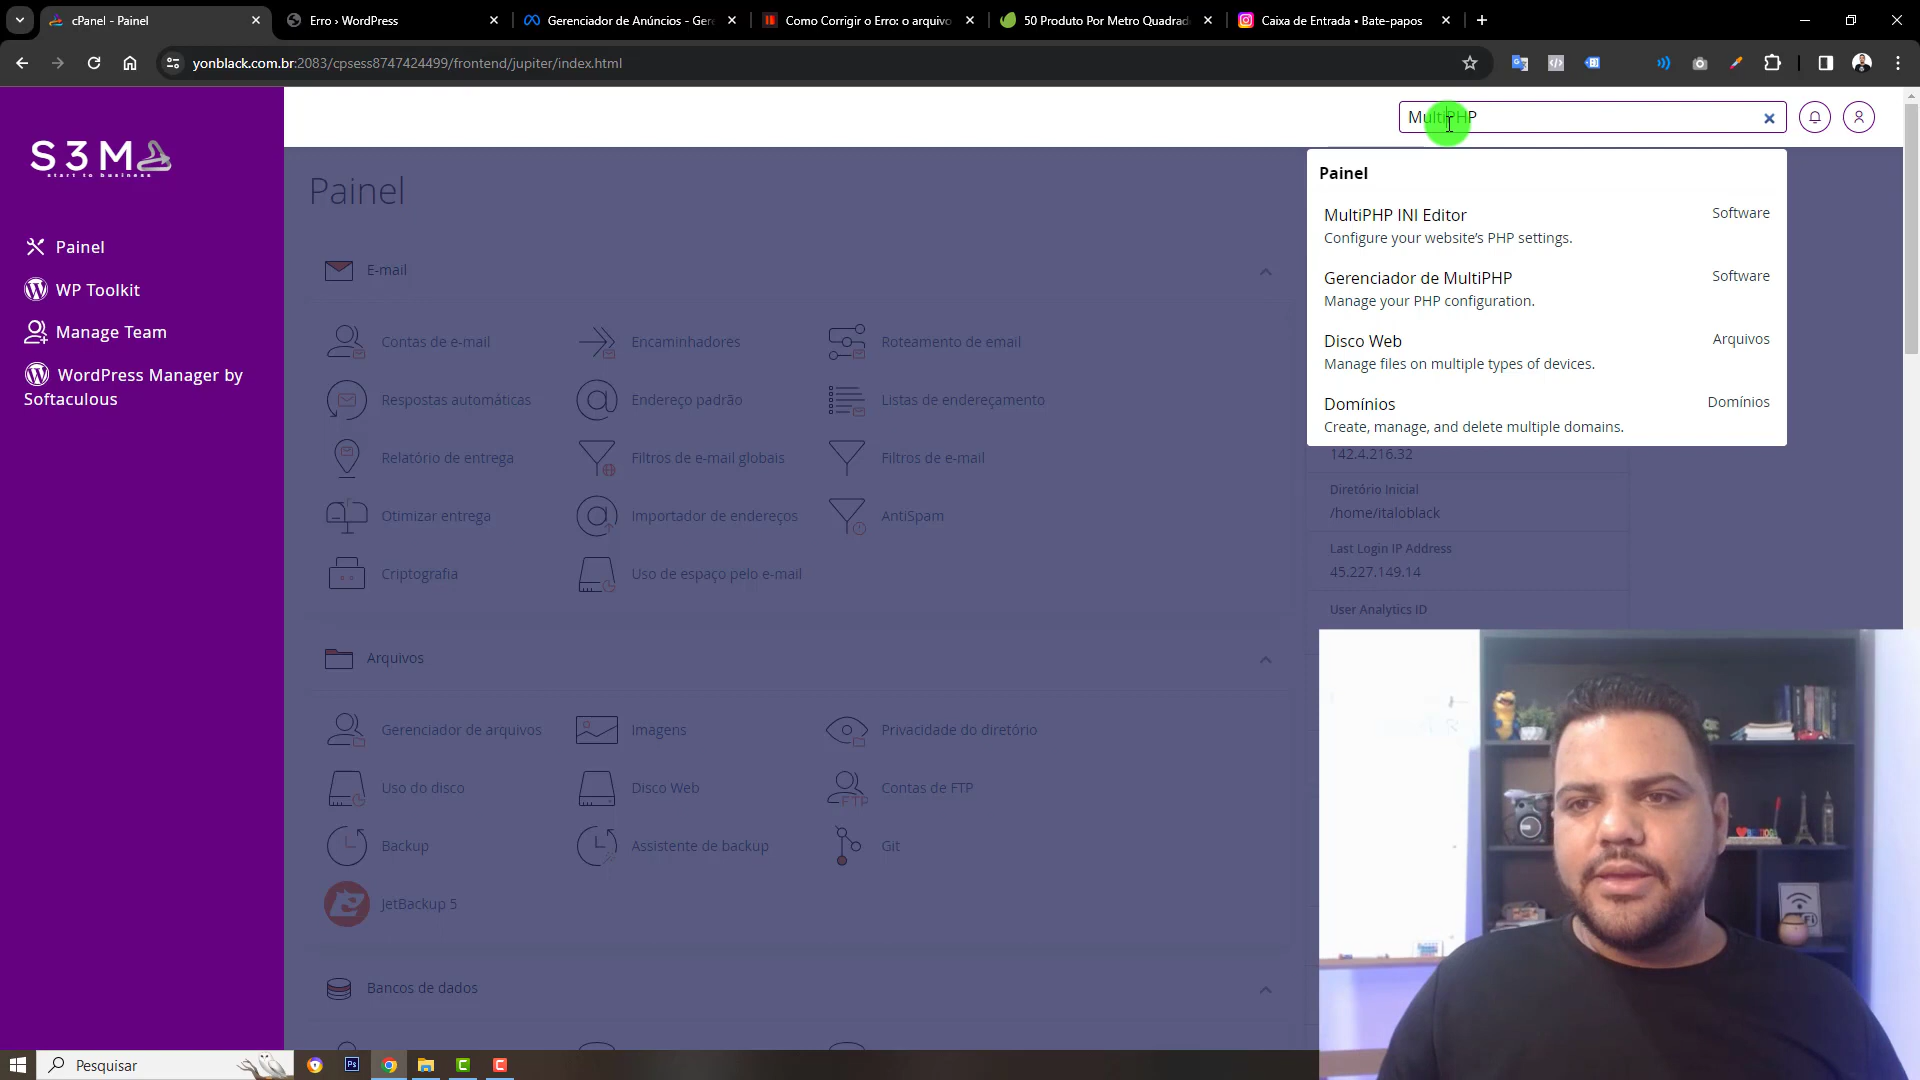 cPanel - Painel
Erro › WordPress
Gerenciador de Anúncios - Gere
Como Corrigir o Erro: o arquivo
50 Produto Por Metro Quadrad
Caixa de Entrada • Bate-papos
yonblack.com.br:2083/cpsess8747424499/frontend/jupiter/index.html
MultiPHP
S3M
start to business
Painel
WP Toolkit
Manage Team
WordPress Manager by
Softaculous
Painel
Painel
MultiPHP INI Editor
Software
Configure your website's PHP settings.
Gerenciador de MultiPHP
Software
Manage your PHP configuration.
Disco Web
Arquivos
Manage files on multiple types of devices.
Domínios
Domínios
Create, manage, and delete multiple domains.
142.4.216.32
Diretório Inicial
/home/italoblack
Last Login IP Address
45.227.149.14
User Analytics ID
E-mail
Contas de e-mail
Encaminhadores
Roteamento de email
Respostas automáticas
Endereço padrão
Listas de endereçamento
Relatório de entrega
Filtros de e-mail globais
Filtros de e-mail
Otimizar entrega
Importador de endereços
AntiSpam
Criptografia
Uso de espaço pelo e-mail
Arquivos
Gerenciador de arquivos
Imagens
Privacidade do diretório
Uso do disco
Disco Web
FTP
Contas de FTP
Backup
Assistente de backup
Git
JetBackup 5
Bancos de dados
Pesquisar